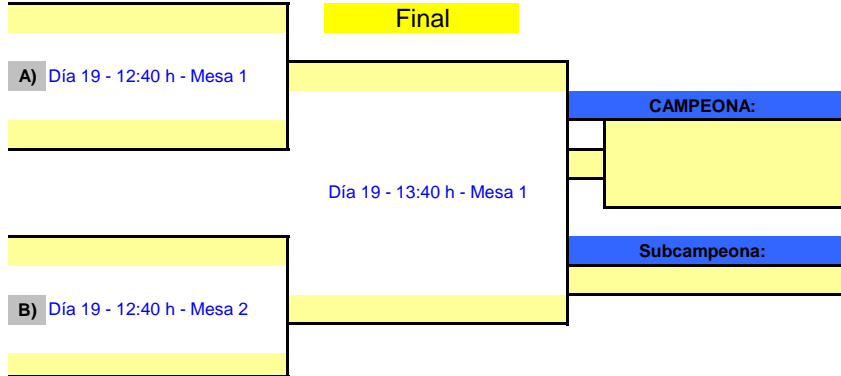 Final
A) Día 19 - 12:40 h - Mesa 1
CAMPEONA:
Día 19 - 13:40 h - Mesa 1
Subcampeona:
B) Día 19 - 12:40 h - Mesa 2